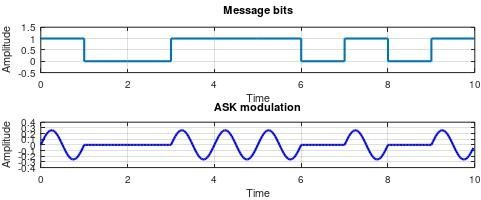 Message bits
1.5
1
0.5
0
-0.5
Amplitude
0 2 4 6 8 10
Time
ASK modulation
0.4
0.3
0.2
0.1
0
-0.1
-0.2
-0.3
-0.4
Amplitude
0 2 4 6 8 10
Time